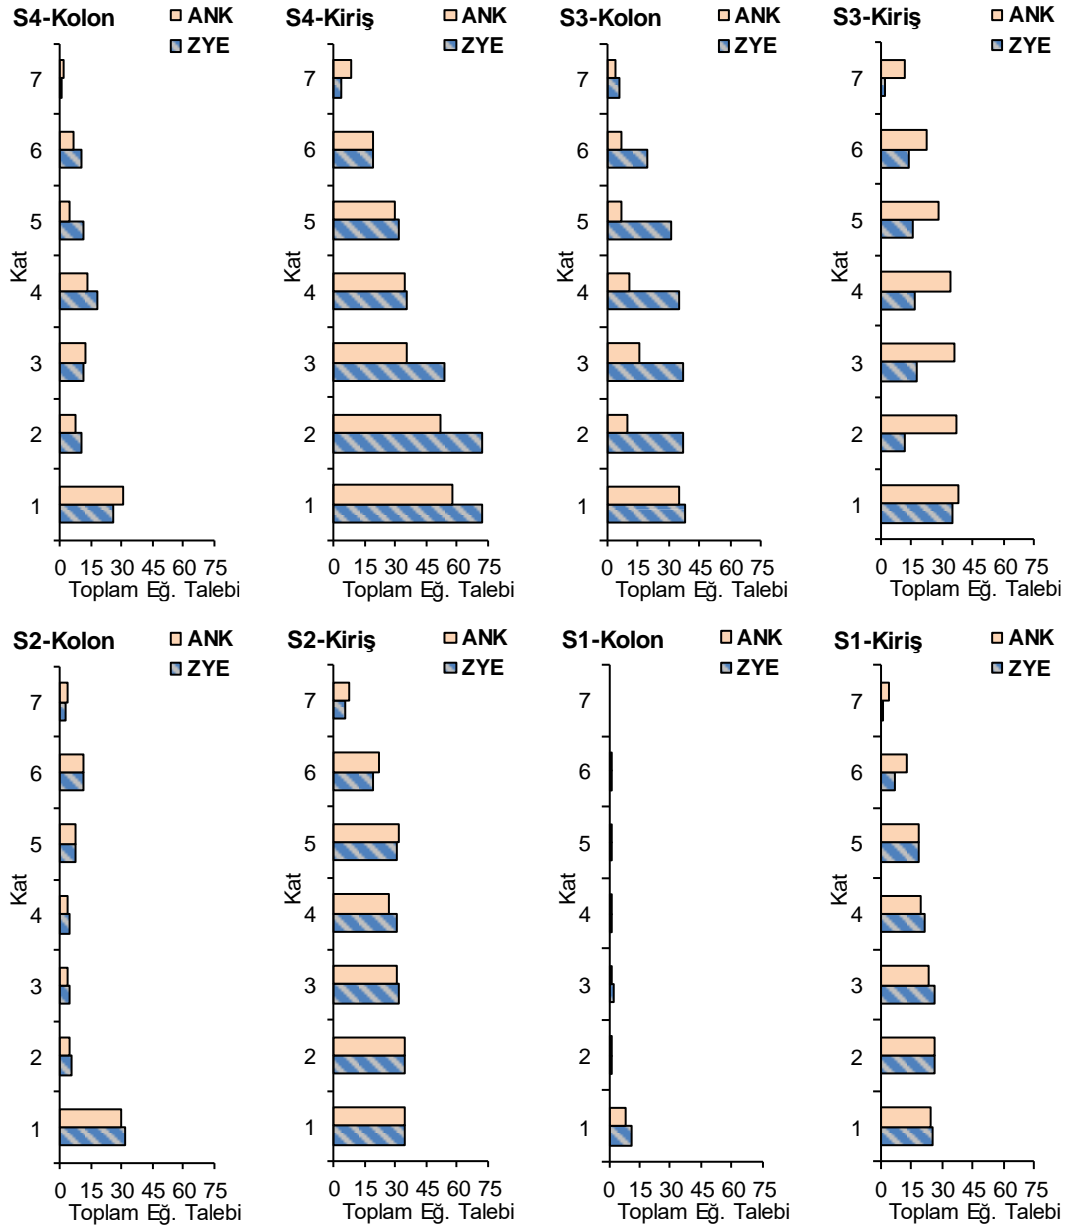 S4-Kolon
ANK
ZYE
7
6
5
4
3
2
1
Kat
0 15 30 45 60 75
Toplam Eğ. Talebi
S4-Kiriş
ANK
ZYE
7
6
5
4
3
2
1
Kat
0 15 30 45 60 75
Toplam Eğ. Talebi
S3-Kolon
ANK
ZYE
7
6
5
4
3
2
1
Kat
0 15 30 45 60 75
Toplam Eğ. Talebi
S3-Kiriş
ANK
ZYE
7
6
5
4
3
2
1
Kat
0 15 30 45 60 75
Toplam Eğ. Talebi
S2-Kolon
ANK
ZYE
7
6
5
4
3
2
1
Kat
0 15 30 45 60 75
Toplam Eğ. Talebi
S2-Kiriş
ANK
ZYE
7
6
5
4
3
2
1
Kat
0 15 30 45 60 75
Toplam Eğ. Talebi
S1-Kolon
ANK
ZYE
7
6
5
4
3
2
1
Kat
0 15 30 45 60 75
Toplam Eğ. Talebi
S1-Kiriş
ANK
ZYE
7
6
5
4
3
2
1
Kat
0 15 30 45 60 75
Toplam Eğ. Talebi